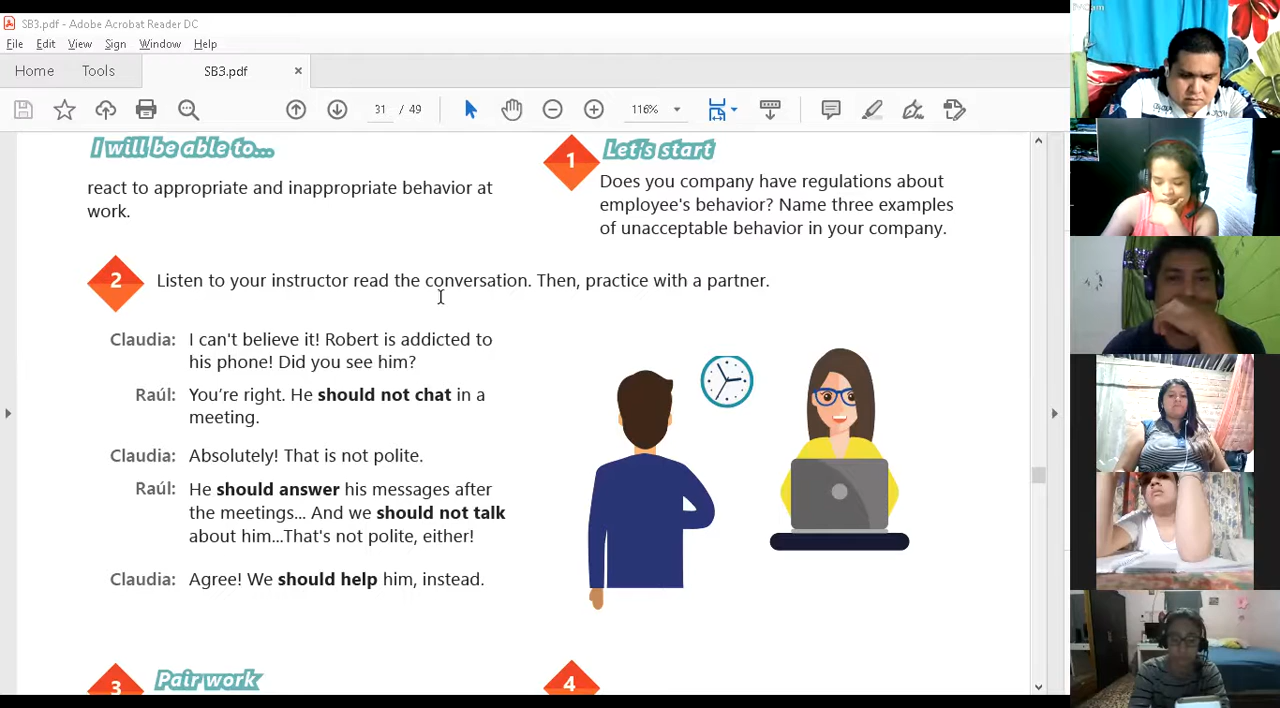 SB3.pdf - Adobe Acrobat Reader DC
File Edit View Sign Window Help
Home Tools SB3.pdf ×
31 / 49 116%
I will be able to...
react to appropriate and inappropriate behavior at
work.
1 Let's start
Does you company have regulations about
employee's behavior? Name three examples
of unacceptable behavior in your company.
2 Listen to your instructor read the conversation. Then, practice with a partner.
Claudia: I can't believe it! Robert is addicted to
his phone! Did you see him?
Raúl: You're right. He should not chat in a
meeting.
Claudia: Absolutely! That is not polite.
Raúl: He should answer his messages after
the meetings... And we should not talk
about him...That's not polite, either!
Claudia: Agree! We should help him, instead.
3 Pair work
4